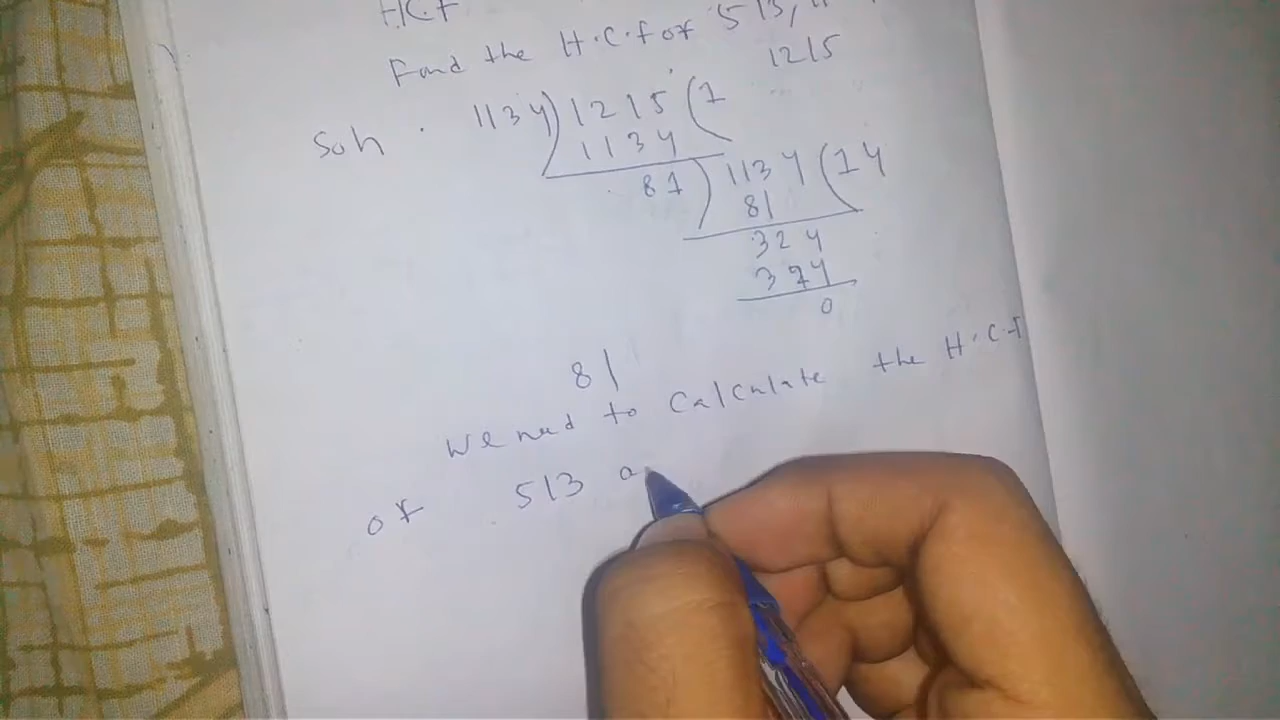 H.C.F
Find the H.C.f of 513,
1215
Soln. 1134)1215(1
1134
81)1134(14
81
324
324
0
81
We need to Calculate the H.C.F
of 513 a